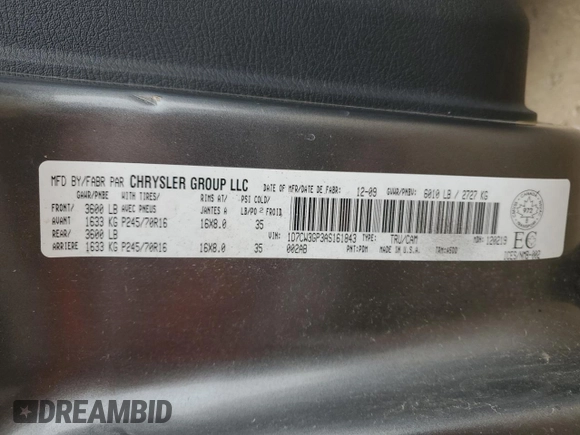 MFD BY/FABR PAR CHRYSLER GROUP LLC DATE OF MFR/DATE DE FABR: 12-09 GVWR/PNBV: 6010 LB / 2727 KG
GAWR/PNBE WITH TIRES/ RIMS AT/ PSI COLD/
FRONT/ 3600 LB AVEC PNEUS JANTES A LB/PO² FROID
AVANT 1633 KG P245/70R16 16X8.0 35
REAR/ 3600 LB VIN: 1D7CW3GP3AS161843 TYPE: TRU/CAM MDH: 120219
ARRIERE 1633 KG P245/70R16 16X8.0 35 002AB PNT: MADE IN U.S.A. TRM:
EC
DREAMBID